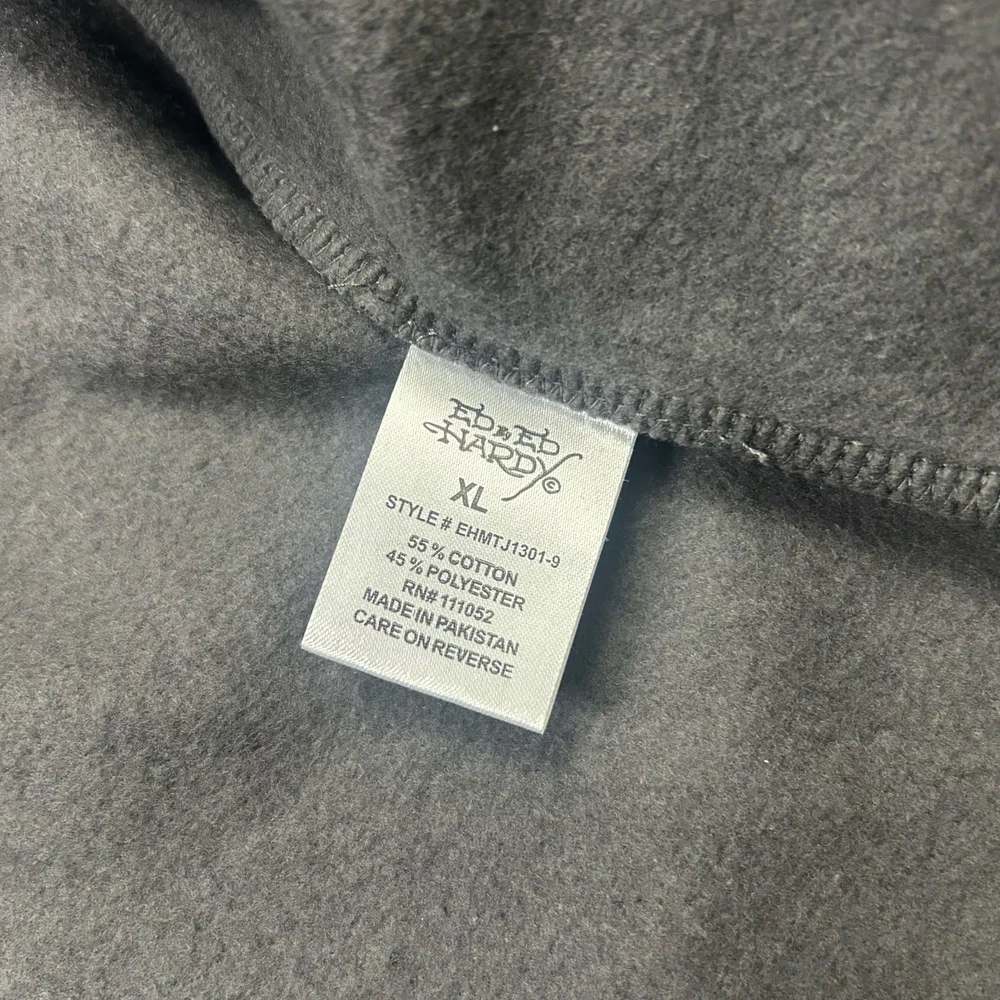 ED & ED
HARDY©
XL
STYLE # EHMTJ1301-9
55% COTTON
45% POLYESTER
RN# 111052
MADE IN PAKISTAN
CARE ON REVERSE